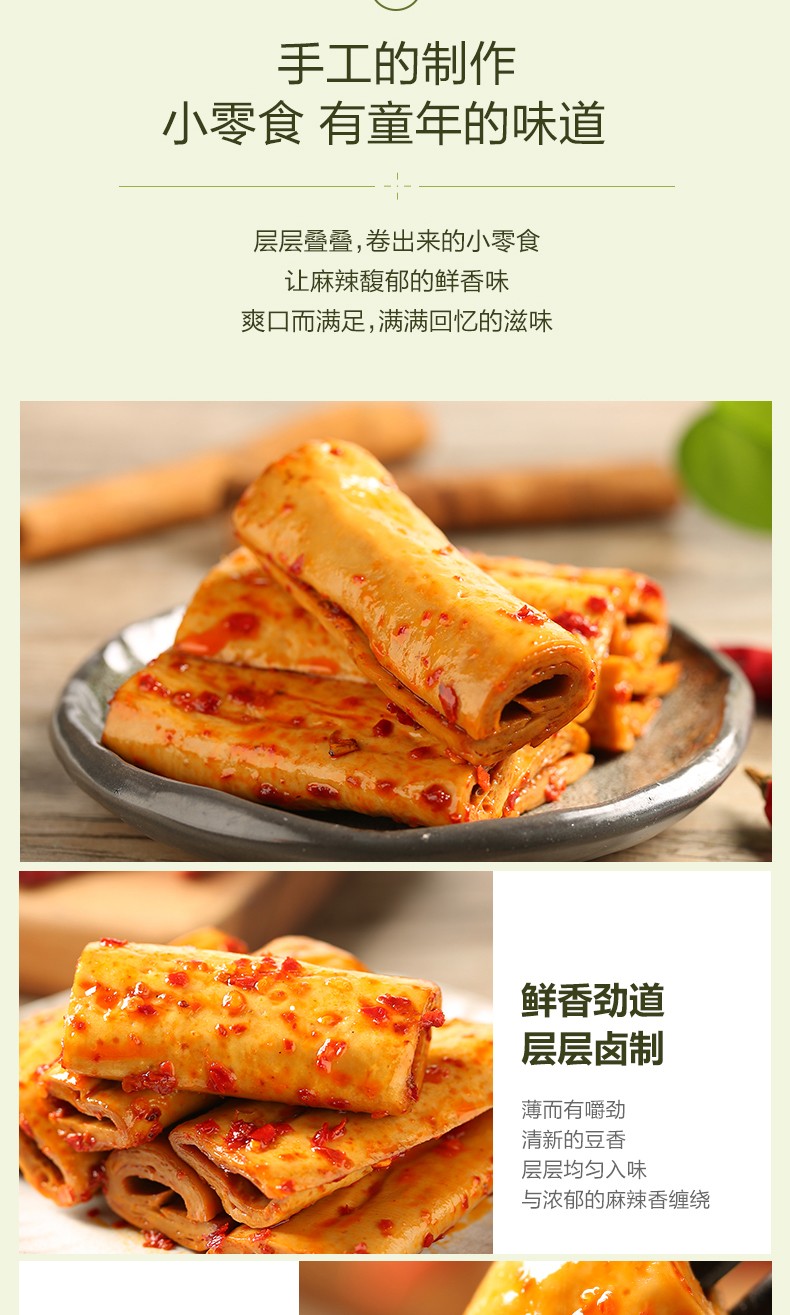 手工的制作
小零食 有童年的味道
层层叠叠,卷出来的小零食
让麻辣馥郁的鲜香味
爽口而满足,满满回忆的滋味
鲜香劲道
层层卤制
薄而有嚼劲
清新的豆香
层层均匀入味
与浓郁的麻辣香缠绕